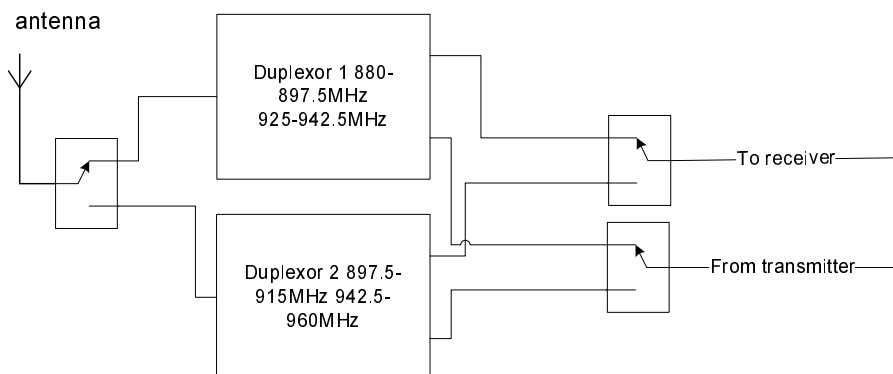 antenna
Duplexor 1 880-
897.5MHz
925-942.5MHz
To receiver
Duplexor 2 897.5-
915MHz 942.5-
960MHz
From transmitter